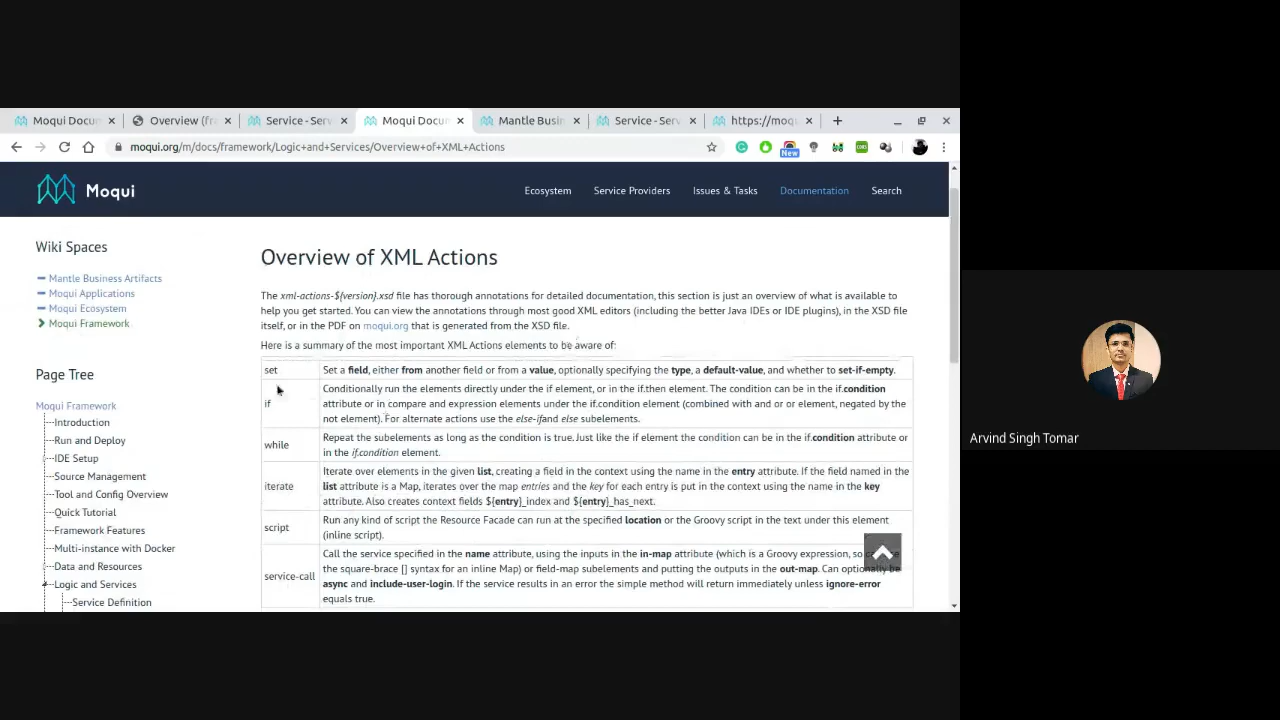 Moqui Docu
Overview (fr
Service - Serv
Moqui Docu
Mantle Busin
Service - Serv
https://moq
moqui.org/m/docs/framework/Logic+and+Services/Overview+of+XML+Actions
New
Moqui
Ecosystem
Service Providers
Issues & Tasks
Documentation
Search
Wiki Spaces
Mantle Business Artifacts
Moqui Applications
Moqui Ecosystem
Moqui Framework
Page Tree
Moqui Framework
Introduction
Run and Deploy
IDE Setup
Source Management
Tool and Config Overview
Quick Tutorial
Framework Features
Multi-instance with Docker
Data and Resources
Logic and Services
Service Definition
Overview of XML Actions
The xml-actions-${version}.xsd file has thorough annotations for detailed documentation, this section is just an overview of what is available to
help you get started. You can view the annotations through most good XML editors (including the better Java IDEs or IDE plugins), in the XSD file
itself, or in the PDF on moqui.org that is generated from the XSD file.
Here is a summary of the most important XML Actions elements to be aware of:
set
Set a field, either from another field or from a value, optionally specifying the type, a default-value, and whether to set-if-empty.
if
Conditionally run the elements directly under the if element, or in the if.then element. The condition can be in the if.condition
attribute or in compare and expression elements under the if.condition element (combined with and or or element, negated by the
not element). For alternate actions use the else-ifand else subelements.
while
Repeat the subelements as long as the condition is true. Just like the if element the condition can be in the if.condition attribute or
in the if.condition element.
iterate
Iterate over elements in the given list, creating a field in the context using the name in the entry attribute. If the field named in the
list attribute is a Map, iterates over the map entries and the key for each entry is put in the context using the name in the key
attribute. Also creates context fields ${entry}_index and ${entry}_has_next.
script
Run any kind of script the Resource Facade can run at the specified location or the Groovy script in the text under this element
(inline script).
service-call
Call the service specified in the name attribute, using the inputs in the in-map attribute (which is a Groovy expression, so
the square-brace [] syntax for an inline Map) or field-map subelements and putting the outputs in the out-map. Can optionally be
async and include-user-login. If the service results in an error the simple method will return immediately unless ignore-error
equals true.
Arvind Singh Tomar